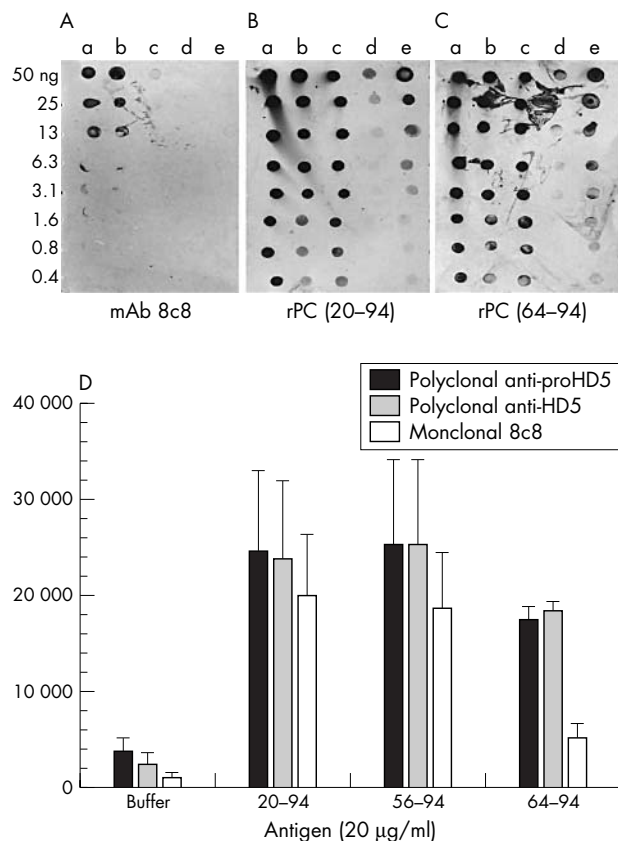 A B C
a b c d e a b c d e a b c d e
50 ng
25
13
6.3
3.1
1.6
0.8
0.4
mAb 8c8 rPC (20–94) rPC (64–94)
D
Polyclonal anti-proHD5
Polyclonal anti-HD5
Monclonal 8c8
40 000
30 000
20 000
10 000
0
Buffer 20–94 56–94 64–94
Antigen (20 µg/ml)